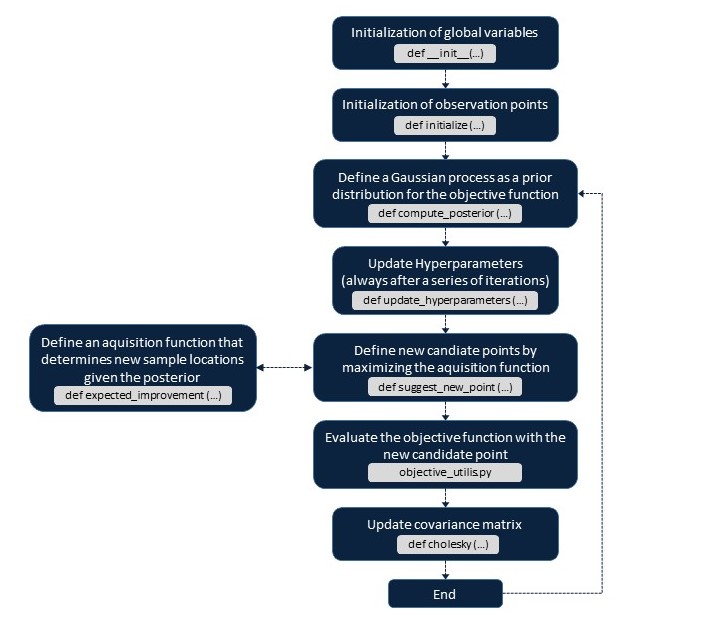 Initialization of global variables
def __init__(...)
Initialization of observation points
def initialize (...)
Define a Gaussian process as a prior
distribution for the objective function
def compute_posterior (...)
Update Hyperparameters
(always after a series of iterations)
def update_hyperparameters (...)
Define an aquisition function that
determines new sample locations
given the posterior
def expected_improvement (...)
Define new candiate points by
maximizing the aquisition function
def suggest_new_point (...)
Evaluate the objective function with the
new candidate point
objective_utilis.py
Update covariance matrix
def cholesky (...)
End